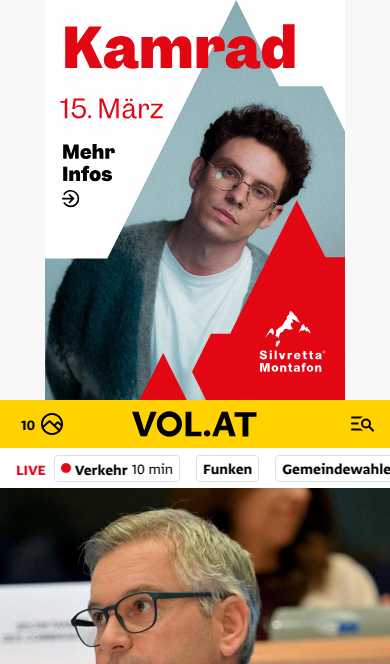 Kamrad
15. März
Mehr
Infos
Silvretta®
Montafon
10
VOL.AT
LIVE
Verkehr 10 min
Funken
Gemeindewahle